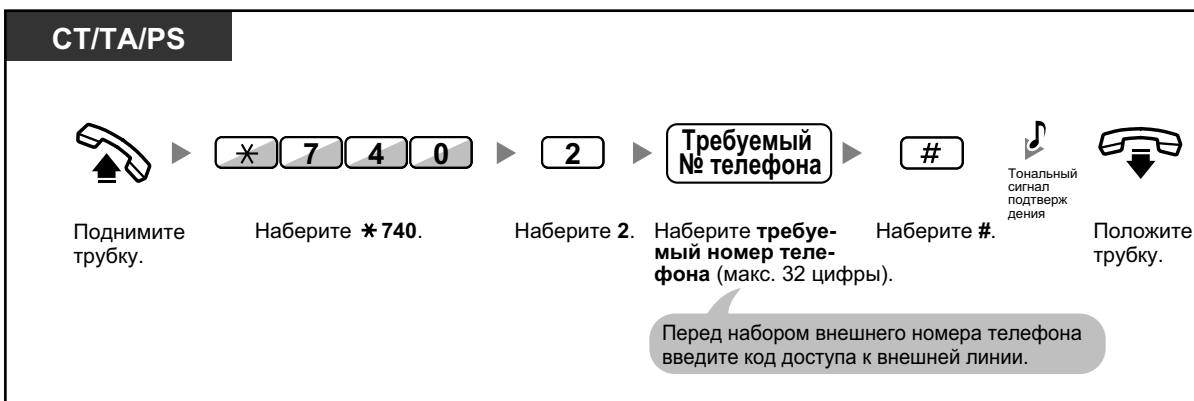 CT/TA/PS
* 7 4 0
2
Требуемый
№ телефона
#
Тональный
сигнал
подтверж
дения
Поднимите
трубку.
Наберите *740.
Наберите 2.
Наберите требуе-
мый номер теле-
фона (макс. 32 цифры).
Наберите #.
Положите
трубку.
Перед набором внешнего номера телефона
введите код доступа к внешней линии.